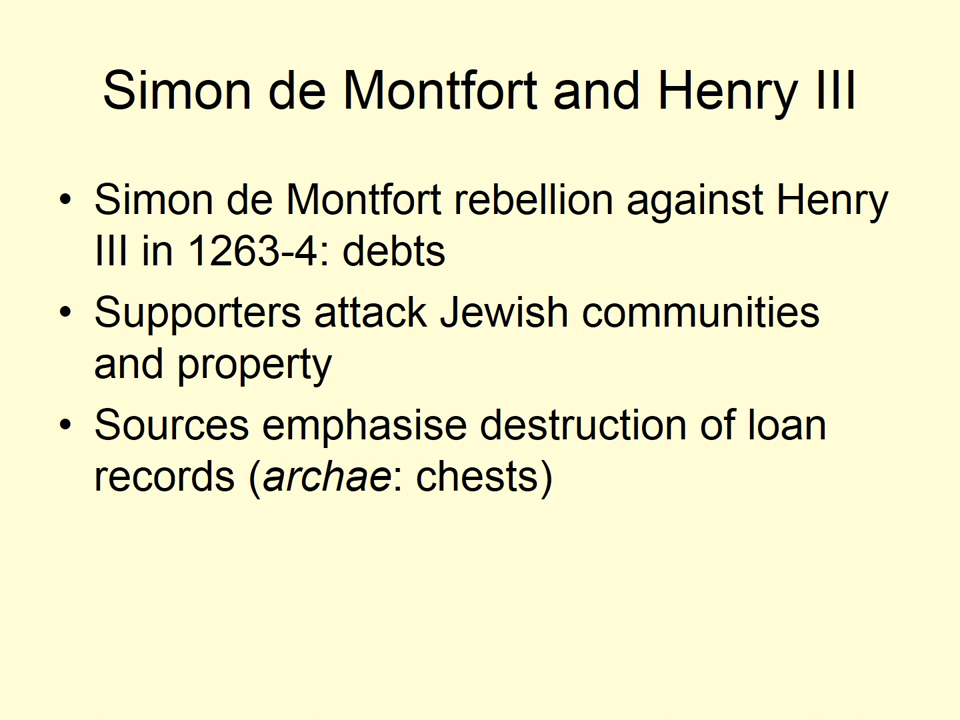 Simon de Montfort and Henry III
• Simon de Montfort rebellion against Henry
III in 1263-4: debts
• Supporters attack Jewish communities
and property
• Sources emphasise destruction of loan
records (archae: chests)